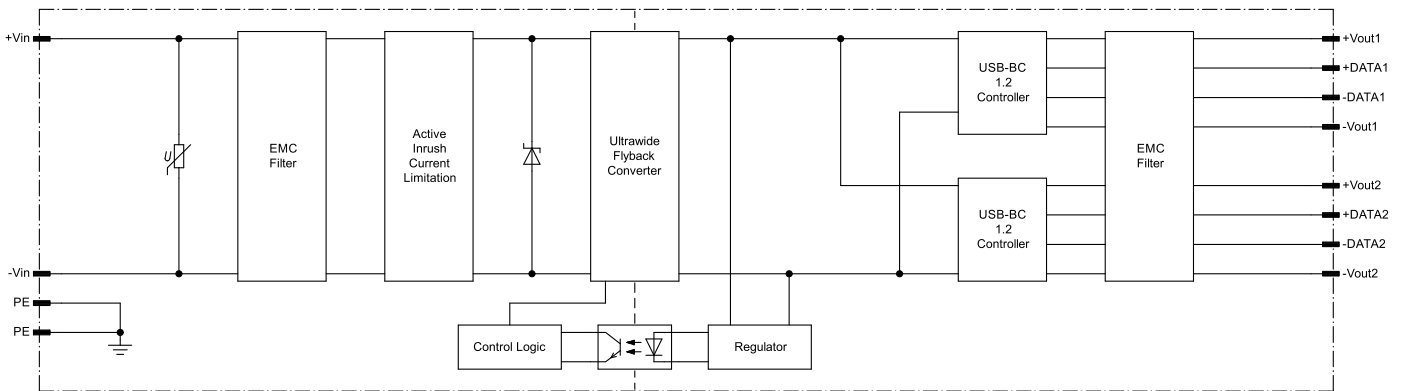 +Vin
-Vin
PE
PE
U
EMC
Filter
Active
Inrush
Current
Limitation
Ultrawide
Flyback
Converter
Control Logic
Regulator
USB-BC
1.2
Controller
USB-BC
1.2
Controller
EMC
Filter
+Vout1
+DATA1
-DATA1
-Vout1
+Vout2
+DATA2
-DATA2
-Vout2